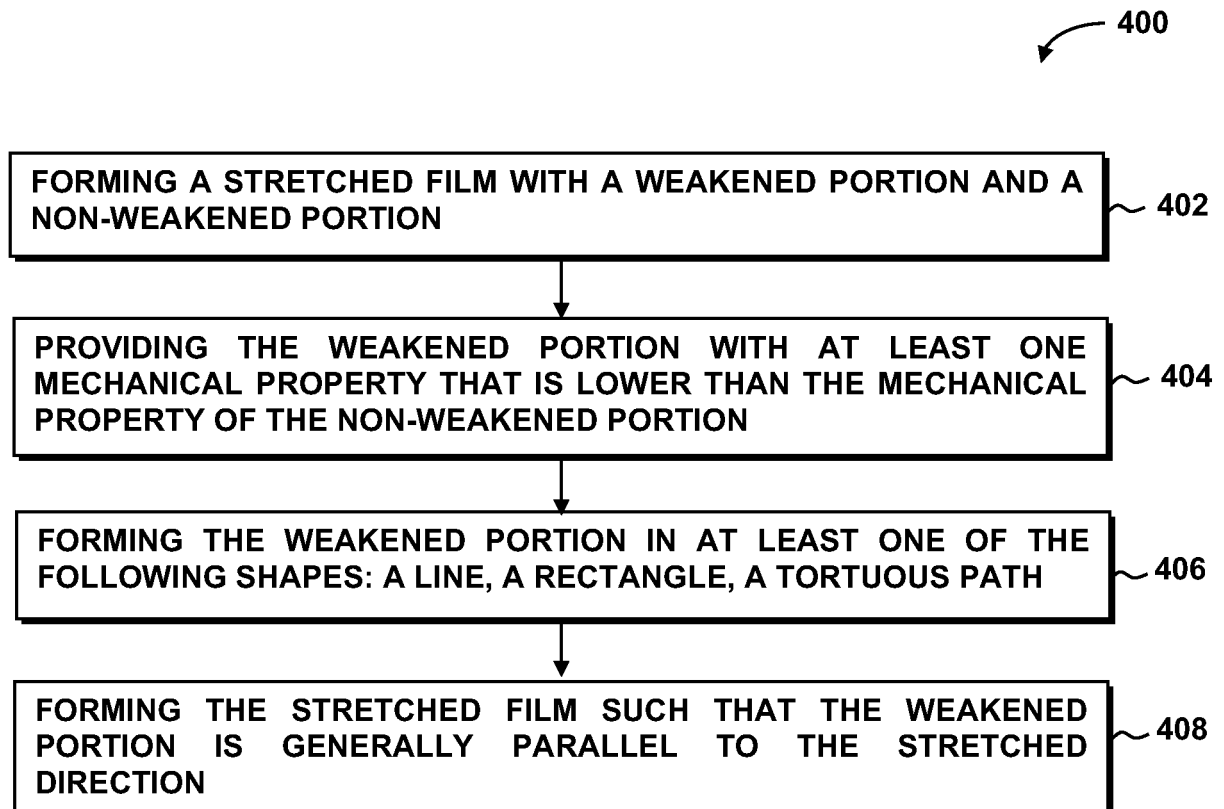 400
FORMING A STRETCHED FILM WITH A WEAKENED PORTION AND A
NON-WEAKENED PORTION
402
PROVIDING THE WEAKENED PORTION WITH AT LEAST ONE
MECHANICAL PROPERTY THAT IS LOWER THAN THE MECHANICAL
PROPERTY OF THE NON-WEAKENED PORTION
404
FORMING THE WEAKENED PORTION IN AT LEAST ONE OF THE
FOLLOWING SHAPES: A LINE, A RECTANGLE, A TORTUOUS PATH
406
FORMING THE STRETCHED FILM SUCH THAT THE WEAKENED
PORTION IS GENERALLY PARALLEL TO THE STRETCHED
DIRECTION
408